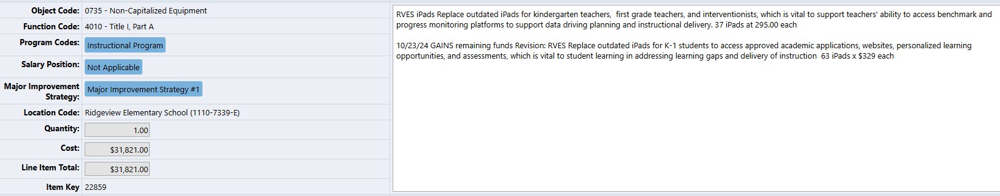 Object Code: 0735 - Non-Capitalized Equipment
Function Code: 4010 - Title I, Part A
Program Codes: Instructional Program
Salary Position: Not Applicable
Major Improvement Strategy: Major Improvement Strategy #1
Location Code: Ridgeview Elementary School (1110-7339-E)
Quantity: 1.00
Cost: $31,821.00
Line Item Total: $31,821.00
Item Key 22859
RVES iPads Replace outdated iPads for kindergarten teachers,  first grade teachers, and interventionists, which is vital to support teachers' ability to access benchmark and
progress monitoring platforms to support data driving planning and instructional delivery. 37 iPads at 295.00 each
10/23/24 GAINS remaining funds Revision: RVES Replace outdated iPads for K-1 students to access approved academic applications, websites, personalized learning
opportunities, and assessments, which is vital to student learning in addressing learning gaps and delivery of instruction  63 iPads x $329 each